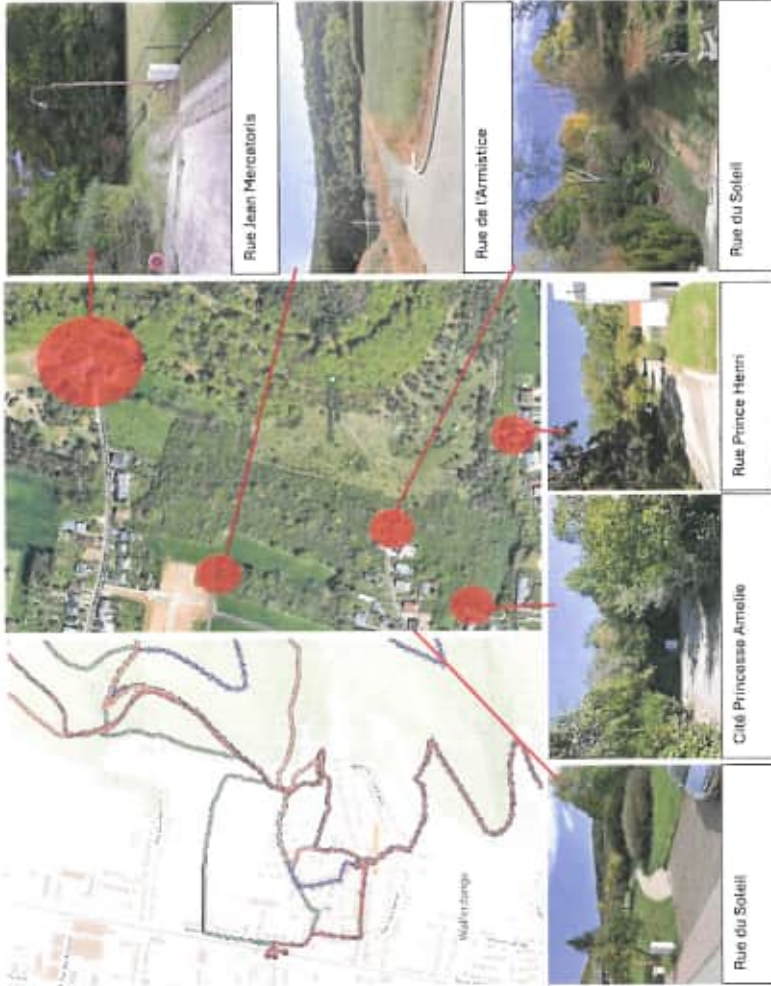 Rue Jean Mercatoris
Walferdange
Rue de l'Armistice
Rue du Soleil
Cité Princesse Amelie
Rue Prince Henri
Rue du Soleil